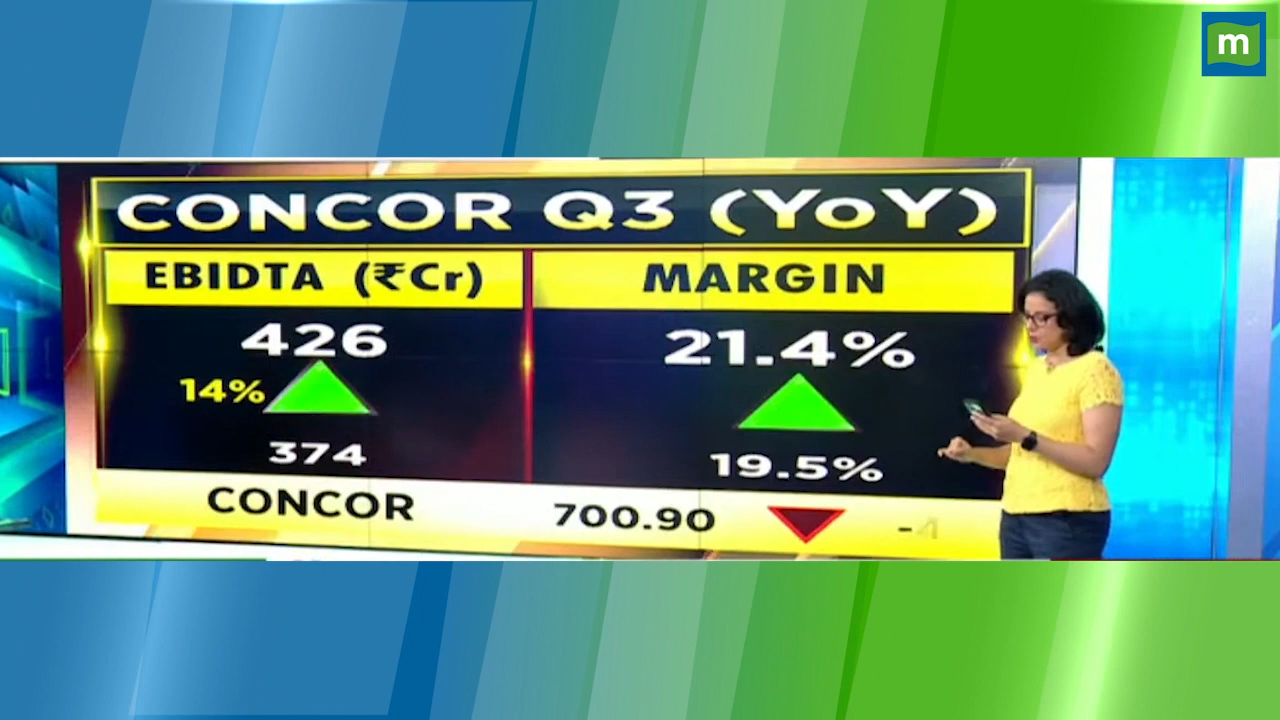 m
CONCOR Q3 (YoY)
EBIDTA (₹Cr)
MARGIN
426
21.4%
14%
374
19.5%
CONCOR 700.90